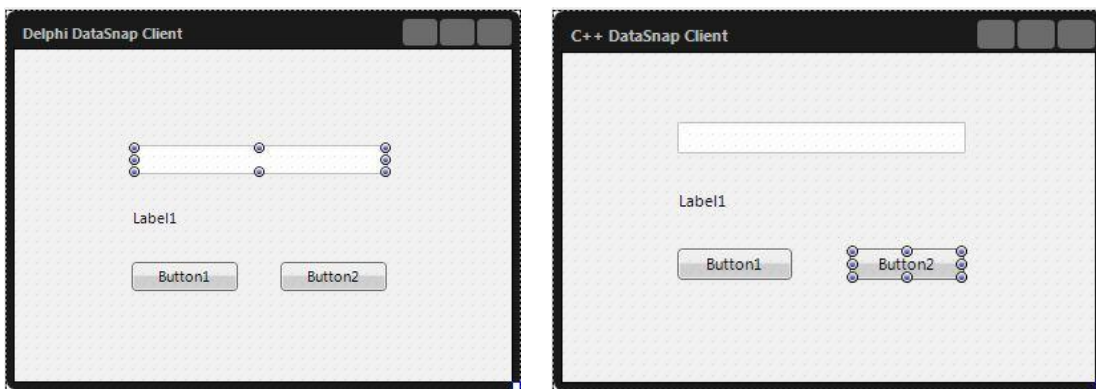 Delphi DataSnap Client
Label1
Button1
Button2
C++ DataSnap Client
Label1
Button1
Button2